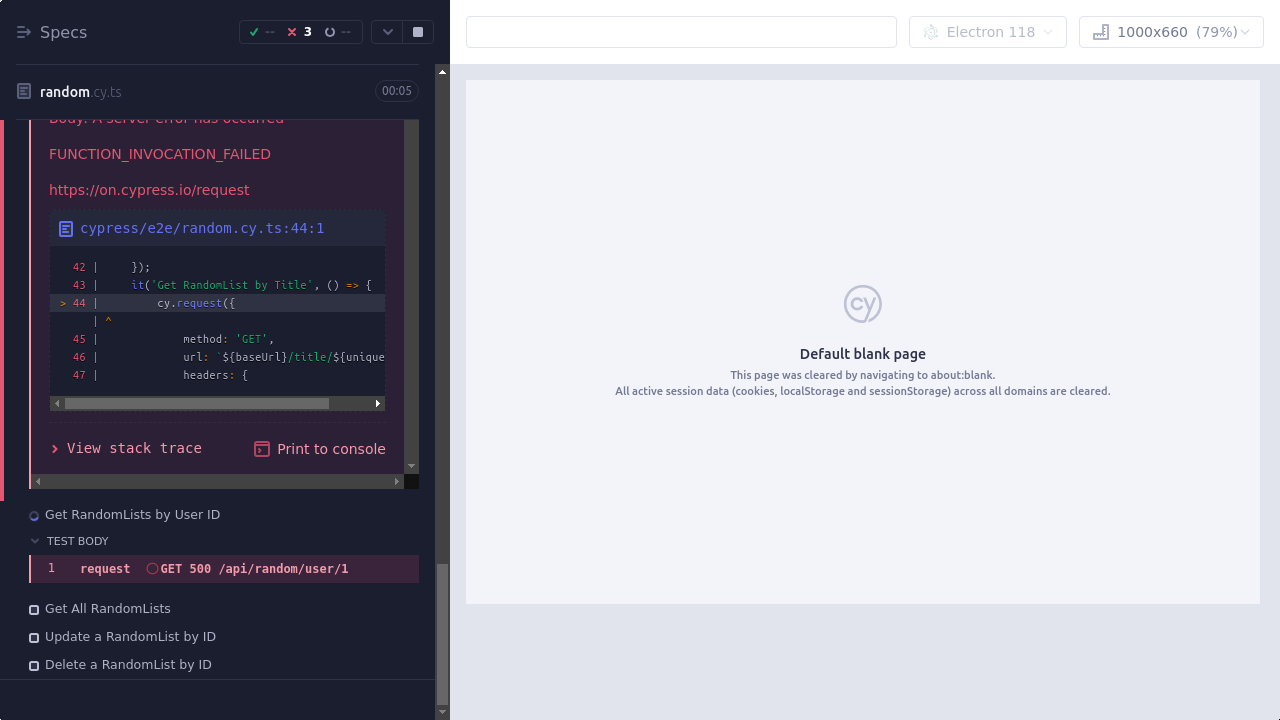 Specs
--
3
--
Electron 118
1000x660 (79%)
random.cy.ts
00:05
Body: A server error has occurred
FUNCTION_INVOCATION_FAILED
https://on.cypress.io/request
cypress/e2e/random.cy.ts:44:1
42 | });
43 | it('Get RandomList by Title', () => {
> 44 | cy.request({
| ^
45 | method: 'GET',
46 | url: `${baseUrl}/title/${unique
47 | headers: {
View stack trace
Print to console
Get RandomLists by User ID
TEST BODY
1 request GET 500 /api/random/user/1
Get All RandomLists
Update a RandomList by ID
Delete a RandomList by ID
cy
Default blank page
This page was cleared by navigating to about:blank.
All active session data (cookies, localStorage and sessionStorage) across all domains are cleared.